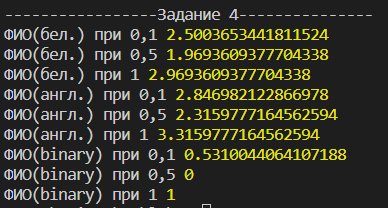 -----------------Задание 4---------------
ФИО(бел.) при 0,1 2.5003653441811524
ФИО(бел.) при 0,5 1.9693609377704338
ФИО(бел.) при 1 2.9693609377704338
ФИО(англ.) при 0,1 2.846982122866978
ФИО(англ.) при 0,5 2.3159777164562594
ФИО(англ.) при 1 3.3159777164562594
ФИО(binary) при 0,1 0.5310044064107188
ФИО(binary) при 0,5 0
ФИО(binary) при 1 1